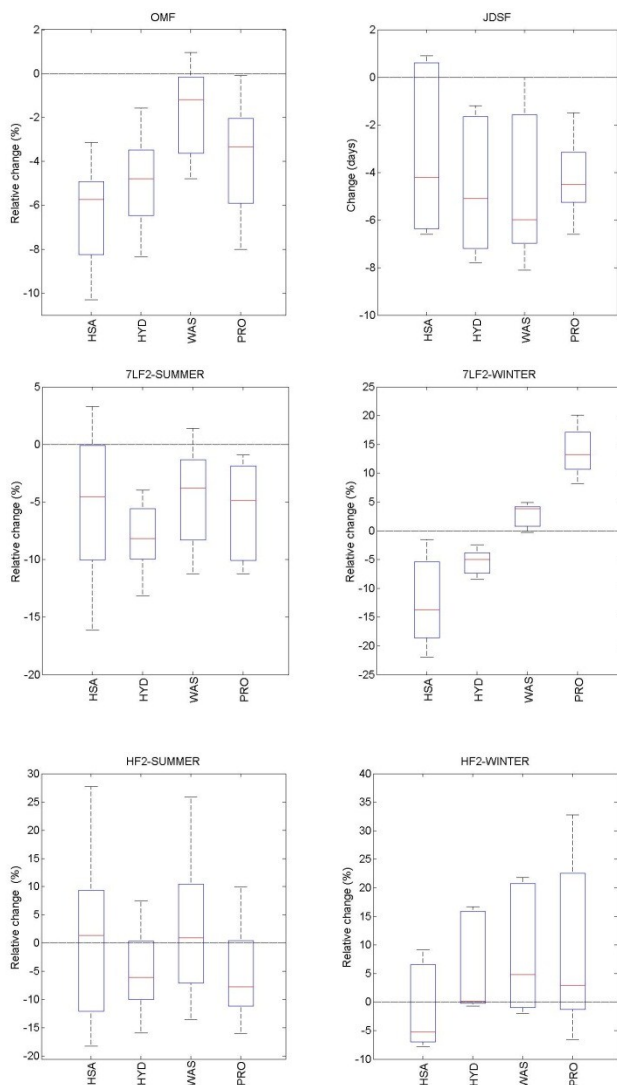 OMF
Relative change (%)
2
0
-2
-4
-6
-8
-10
HSA
HYD
WAS
PRO
JDSF
Change (days)
2
0
-2
-4
-6
-8
-10
HSA
HYD
WAS
PRO
7LF2-SUMMER
Relative change (%)
5
0
-5
-10
-15
-20
HSA
HYD
WAS
PRO
7LF2-WINTER
Relative change (%)
25
20
15
10
5
0
-5
-10
-15
-20
-25
HSA
HYD
WAS
PRO
HF2-SUMMER
Relative change (%)
30
25
20
15
10
5
0
-5
-10
-15
-20
HSA
HYD
WAS
PRO
HF2-WINTER
Relative change (%)
40
35
30
25
20
15
10
5
0
-5
-10
HSA
HYD
WAS
PRO